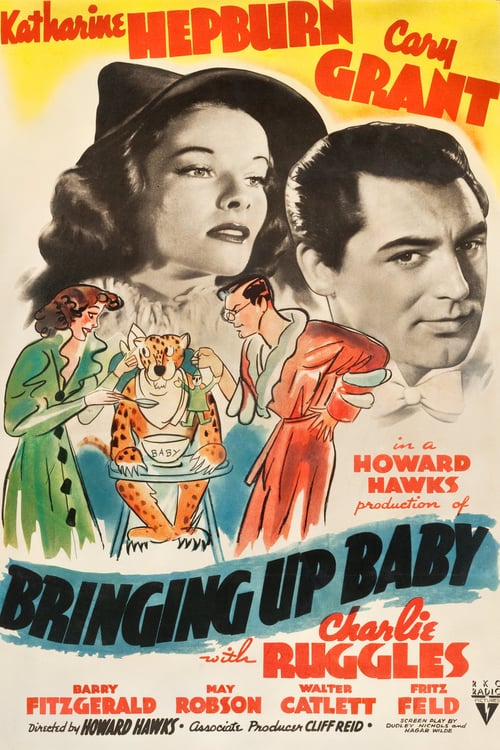 Katharine HEPBURN
Cary
GRANT
BABY
in a
HOWARD
HAWKS
production of
BRINGING UP BABY
with Charlie
RUGGLES
BARRY MAY WALTER FRITZ
FITZGERALD ROBSON CATLETT FELD
Directed by HOWARD HAWKS • Associate Producer CLIFF REID •
SCREEN PLAY BY
DUDLEY NICHOLS AND
HAGAR WILDE
RKO
RADIO
PICTURES